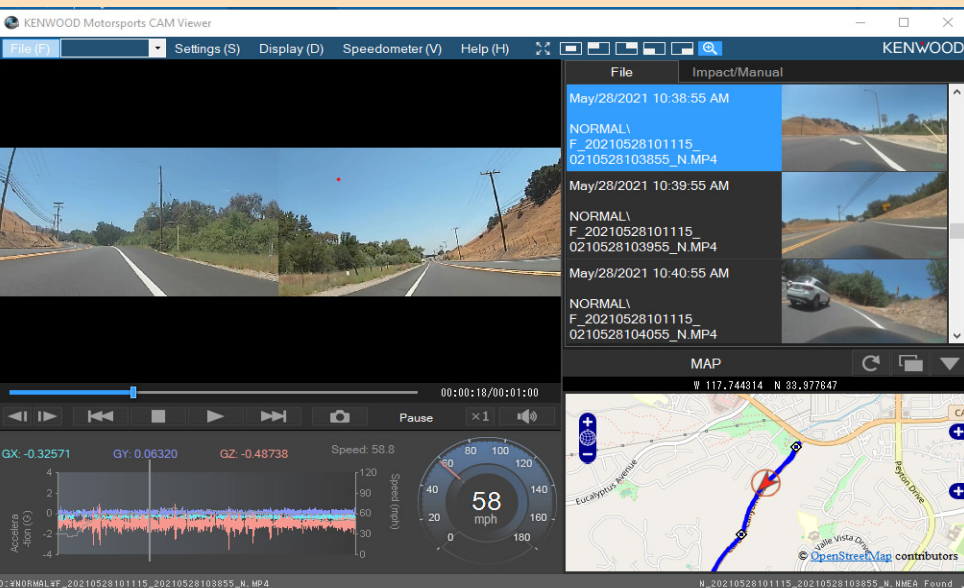 KENWOOD Motorsports CAM Viewer
File (F) Settings (S) Display (D) Speedometer (V) Help (H) KENWOOD
File Impact/Manual
May/28/2021 10:38:55 AM
NORMAL\
F_20210528101115_
0210528103855_N.MP4
May/28/2021 10:39:55 AM
NORMAL\
F_20210528101115_
0210528103955_N.MP4
May/28/2021 10:40:55 AM
NORMAL\
F_20210528101115_
0210528104055_N.MP4
MAP
W 117.744314 N 33.977647
00:00:18/00:01:00
Pause ×1
GX: -0.32571 GY: 0.06320 GZ: -0.48738 Speed: 58.8
Accelera
-tion (G)
4
2
0
-2
-4
120
90
60
30
0
Speed (mph)
0 20 40 60 80 100 120 140 160 180
58
mph
Eucalyptus Avenue
Peyton Drive
Valle Vista Drive
CA
© OpenStreetMap contributors
D:¥NORMAL¥F_20210528101115_20210528103855_N.MP4 N_20210528101115_20210528103855_N.NMEA Found